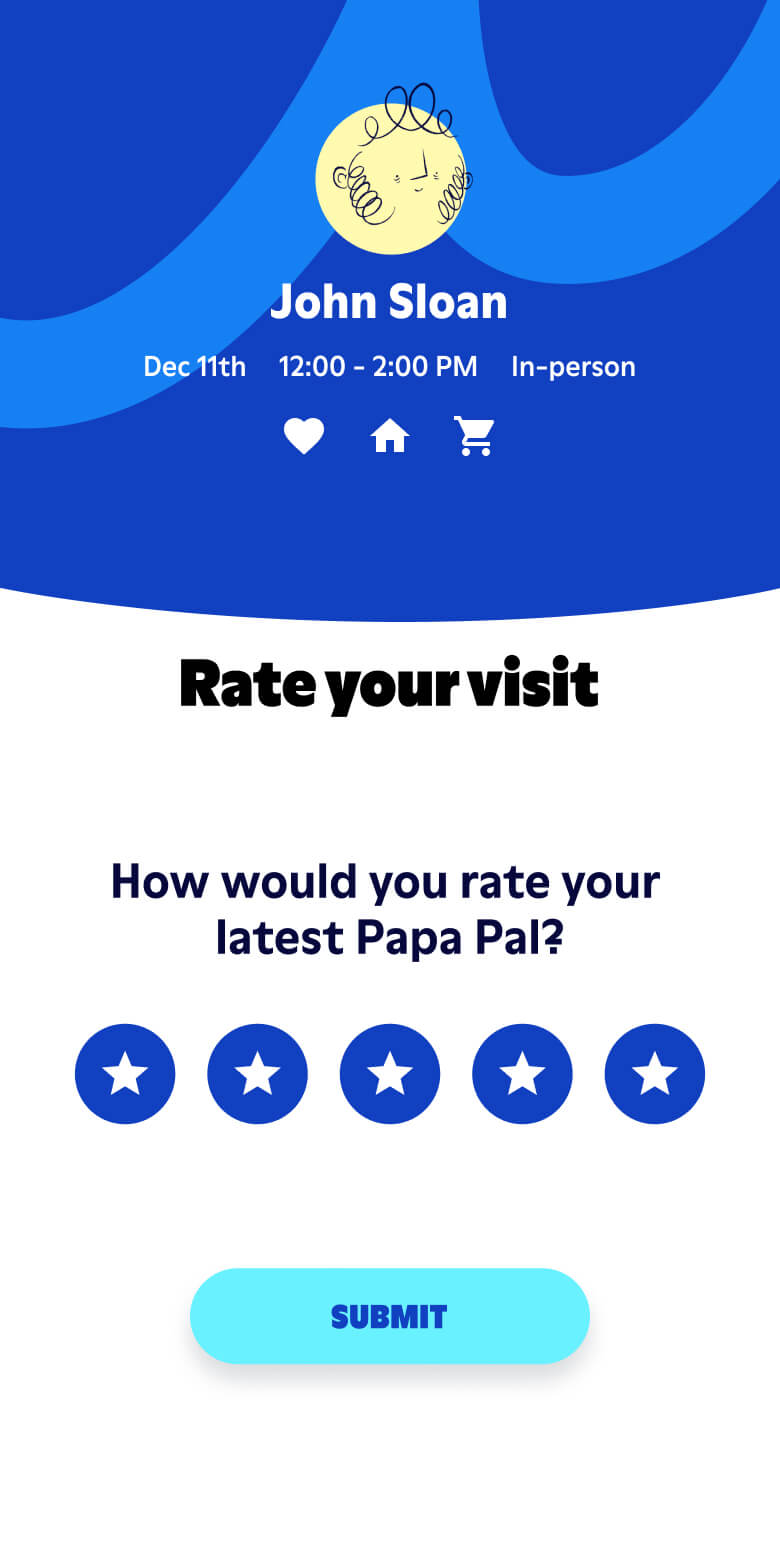 John Sloan
Dec 11th 12:00 - 2:00 PM In-person
Rate your visit
How would you rate your
latest Papa Pal?
SUBMIT